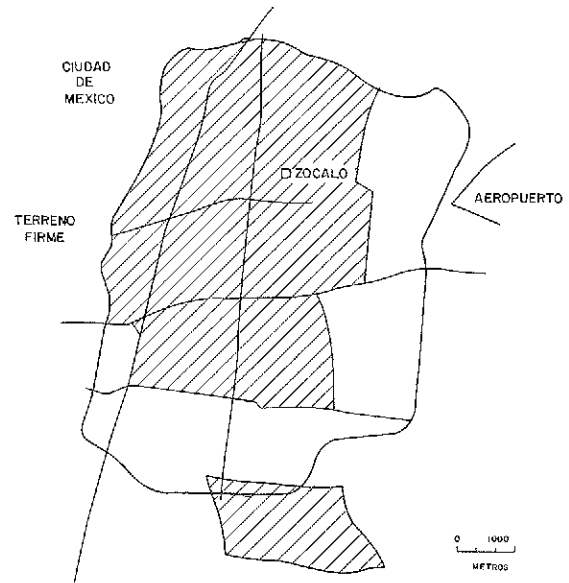 CIUDAD
DE
MEXICO
ZOCALO
AEROPUERTO
TERRENO
FIRME
0 1000
METROS